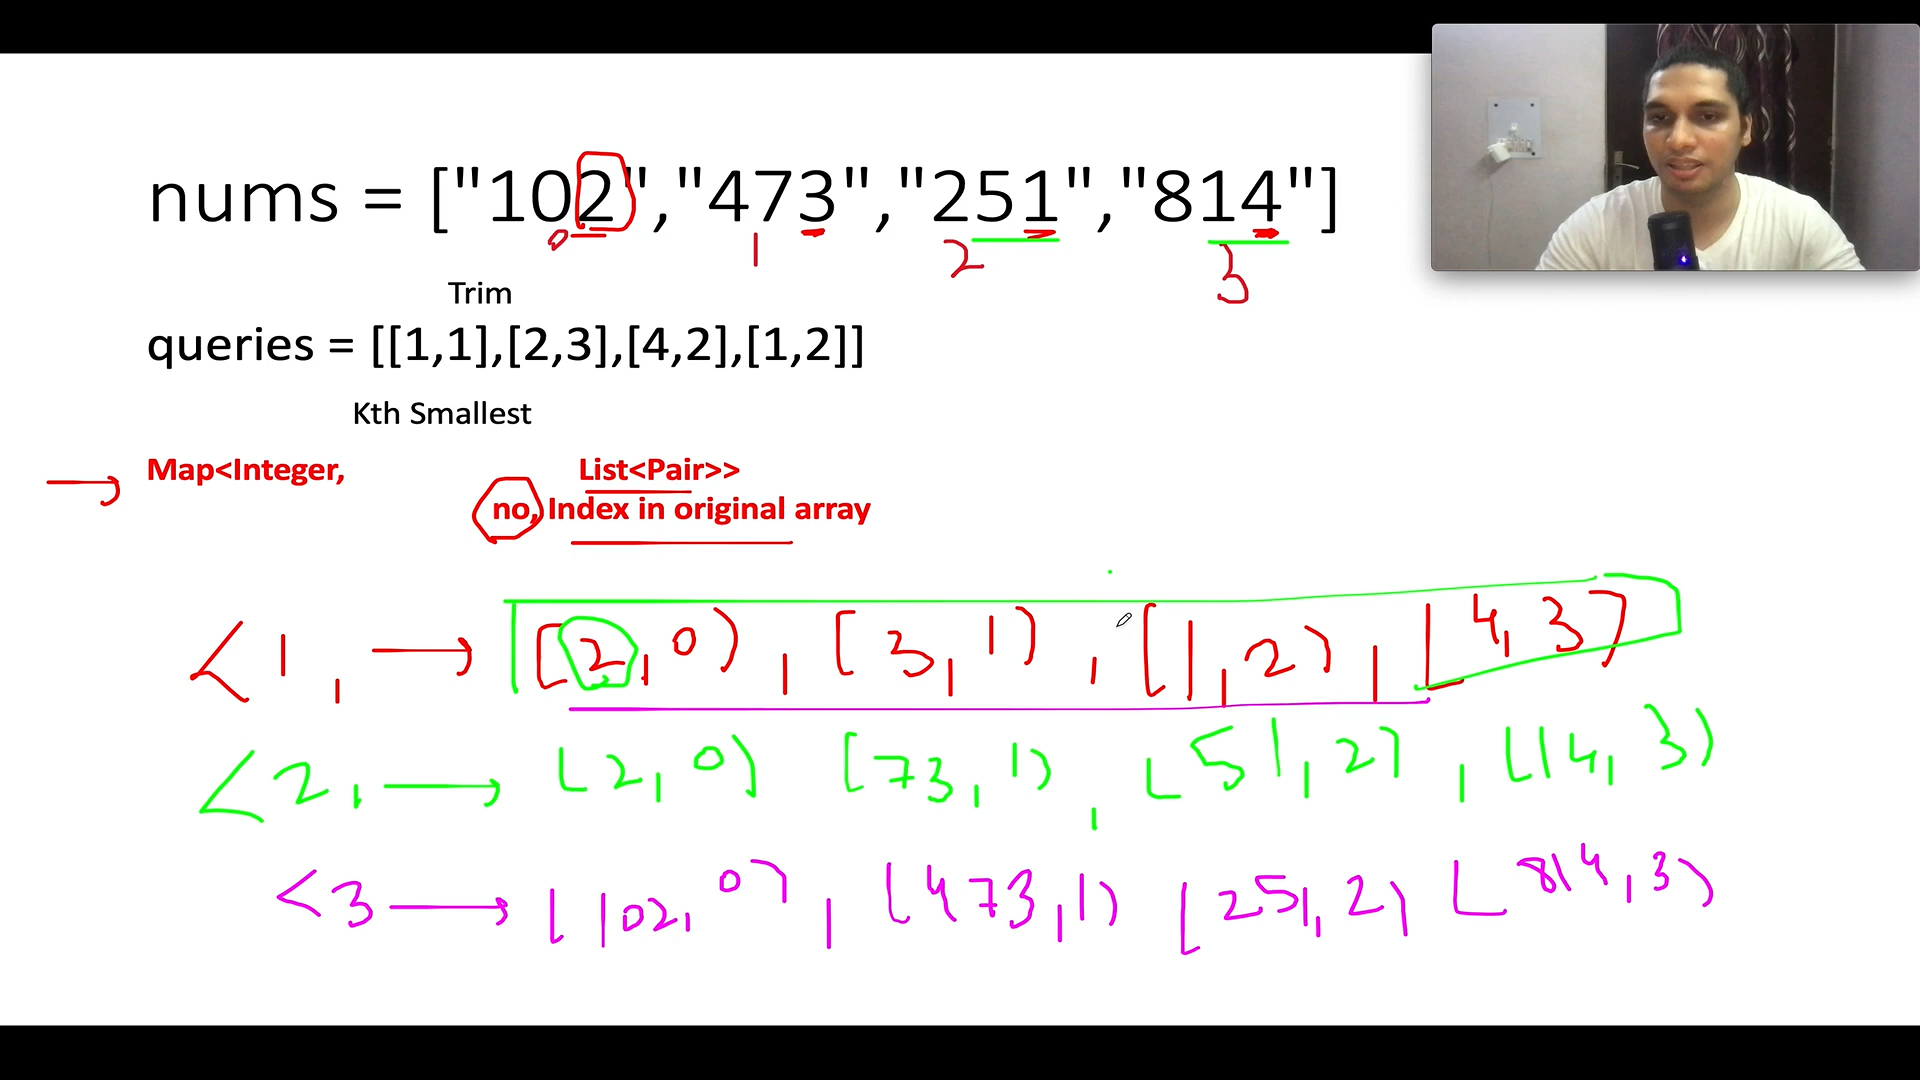 nums = ["102","473","251","814"]
0 1 2 3
Trim
queries = [[1,1],[2,3],[4,2],[1,2]]
Kth Smallest
Map<Integer, List<Pair>>
no, Index in original array
<1, → [2,0), [3,1), [1,2), [4,3)
<2, → [2,0) [73,1), [51,2), [14,3)
<3 → [102,0), [473,1) [251,2) [814,3)